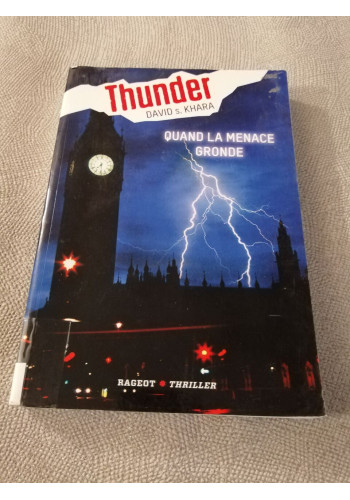 Thunder
DAVID S. KHARA
QUAND LA MENACE
GRONDE
RAGEOT THRILLER